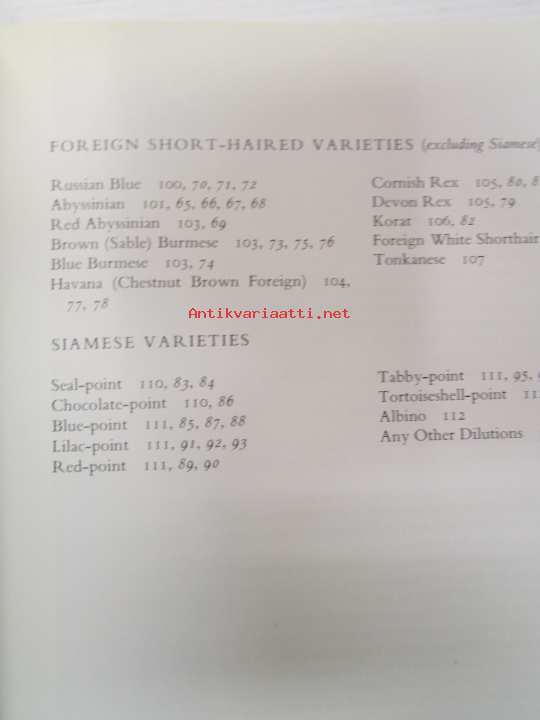 FOREIGN SHORT-HAIRED VARIETIES (excluding Siamese)
Russian Blue 100, 70, 71, 72
Abyssinian 101, 65, 66, 67, 68
Red Abyssinian 103, 69
Brown (Sable) Burmese 103, 73, 75, 76
Blue Burmese 103, 74
Havana (Chestnut Brown Foreign) 104,
77, 78
Cornish Rex 105, 80, 8
Devon Rex 105, 79
Korat 106, 82
Foreign White Shorthair
Tonkanese 107
Antikvariaatti.net
SIAMESE VARIETIES
Seal-point 110, 83, 84
Chocolate-point 110, 86
Blue-point 111, 85, 87, 88
Lilac-point 111, 91, 92, 93
Red-point 111, 89, 90
Tabby-point 111, 95,
Tortoiseshell-point 11
Albino 112
Any Other Dilutions